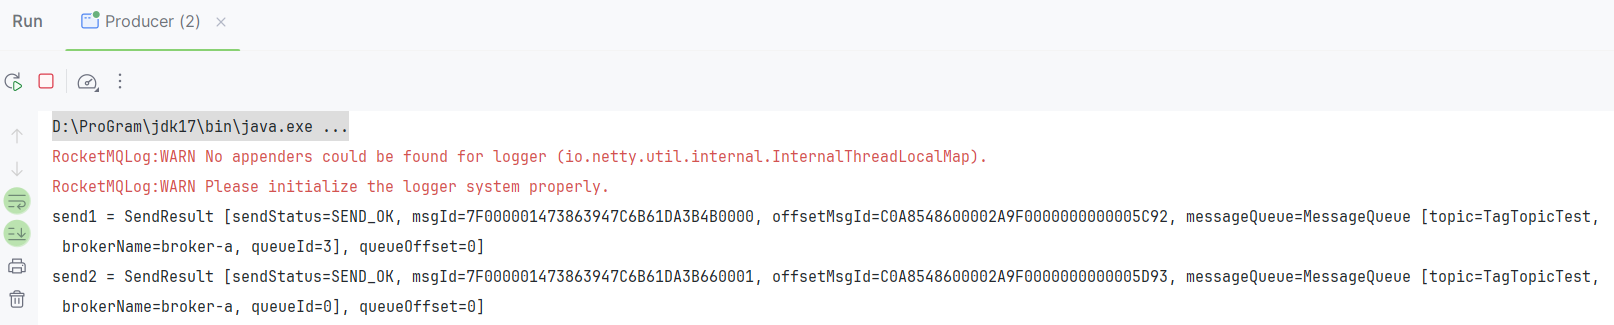 Run
Producer (2)
D:\ProGram\jdk17\bin\java.exe ...
RocketMQLog:WARN No appenders could be found for logger (io.netty.util.internal.InternalThreadLocalMap).
RocketMQLog:WARN Please initialize the logger system properly.
send1 = SendResult [sendStatus=SEND_OK, msgId=7F000001473863947C6B61DA3B4B0000, offsetMsgId=C0A8548600002A9F0000000000005C92, messageQueue=MessageQueue [topic=TagTopicTest,
brokerName=broker-a, queueId=3], queueOffset=0]
send2 = SendResult [sendStatus=SEND_OK, msgId=7F000001473863947C6B61DA3B660001, offsetMsgId=C0A8548600002A9F0000000000005D93, messageQueue=MessageQueue [topic=TagTopicTest,
brokerName=broker-a, queueId=0], queueOffset=0]